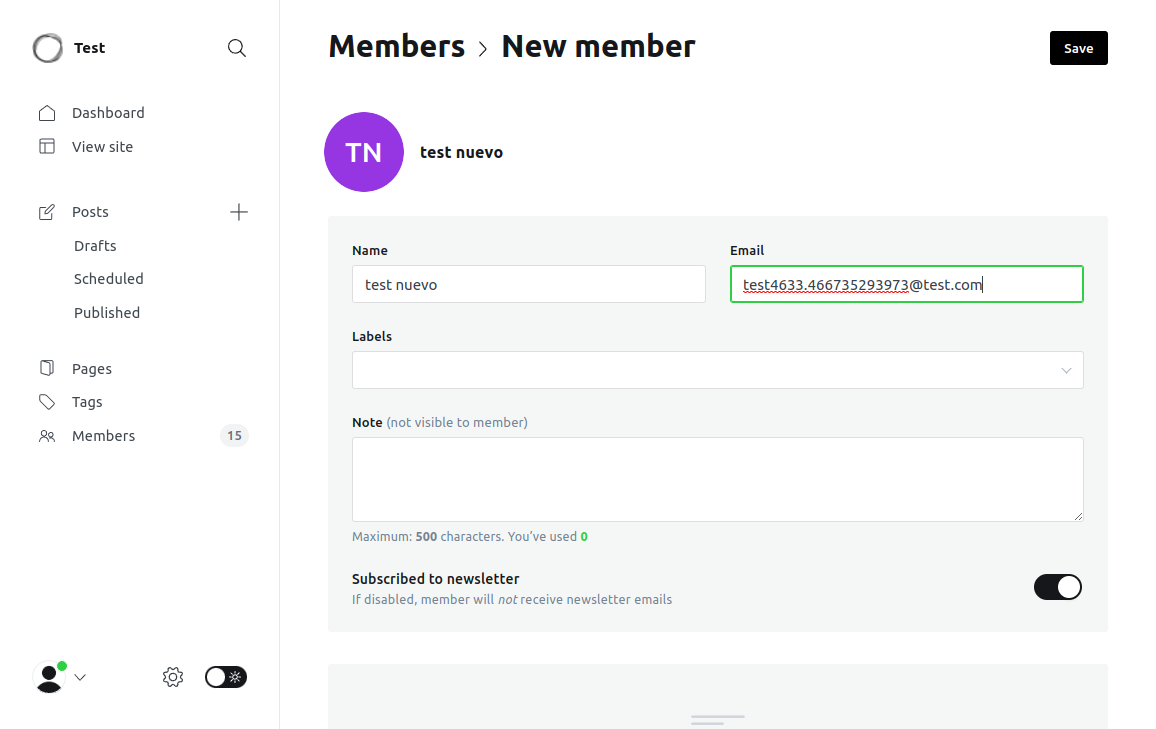 Test
Dashboard
View site
Posts
Drafts
Scheduled
Published
Pages
Tags
Members 15
Members > New member
Save
TN test nuevo
Name
test nuevo
Email
test4633.466735293973@test.com
Labels
Note (not visible to member)
Maximum: 500 characters. You've used 0
Subscribed to newsletter
If disabled, member will not receive newsletter emails